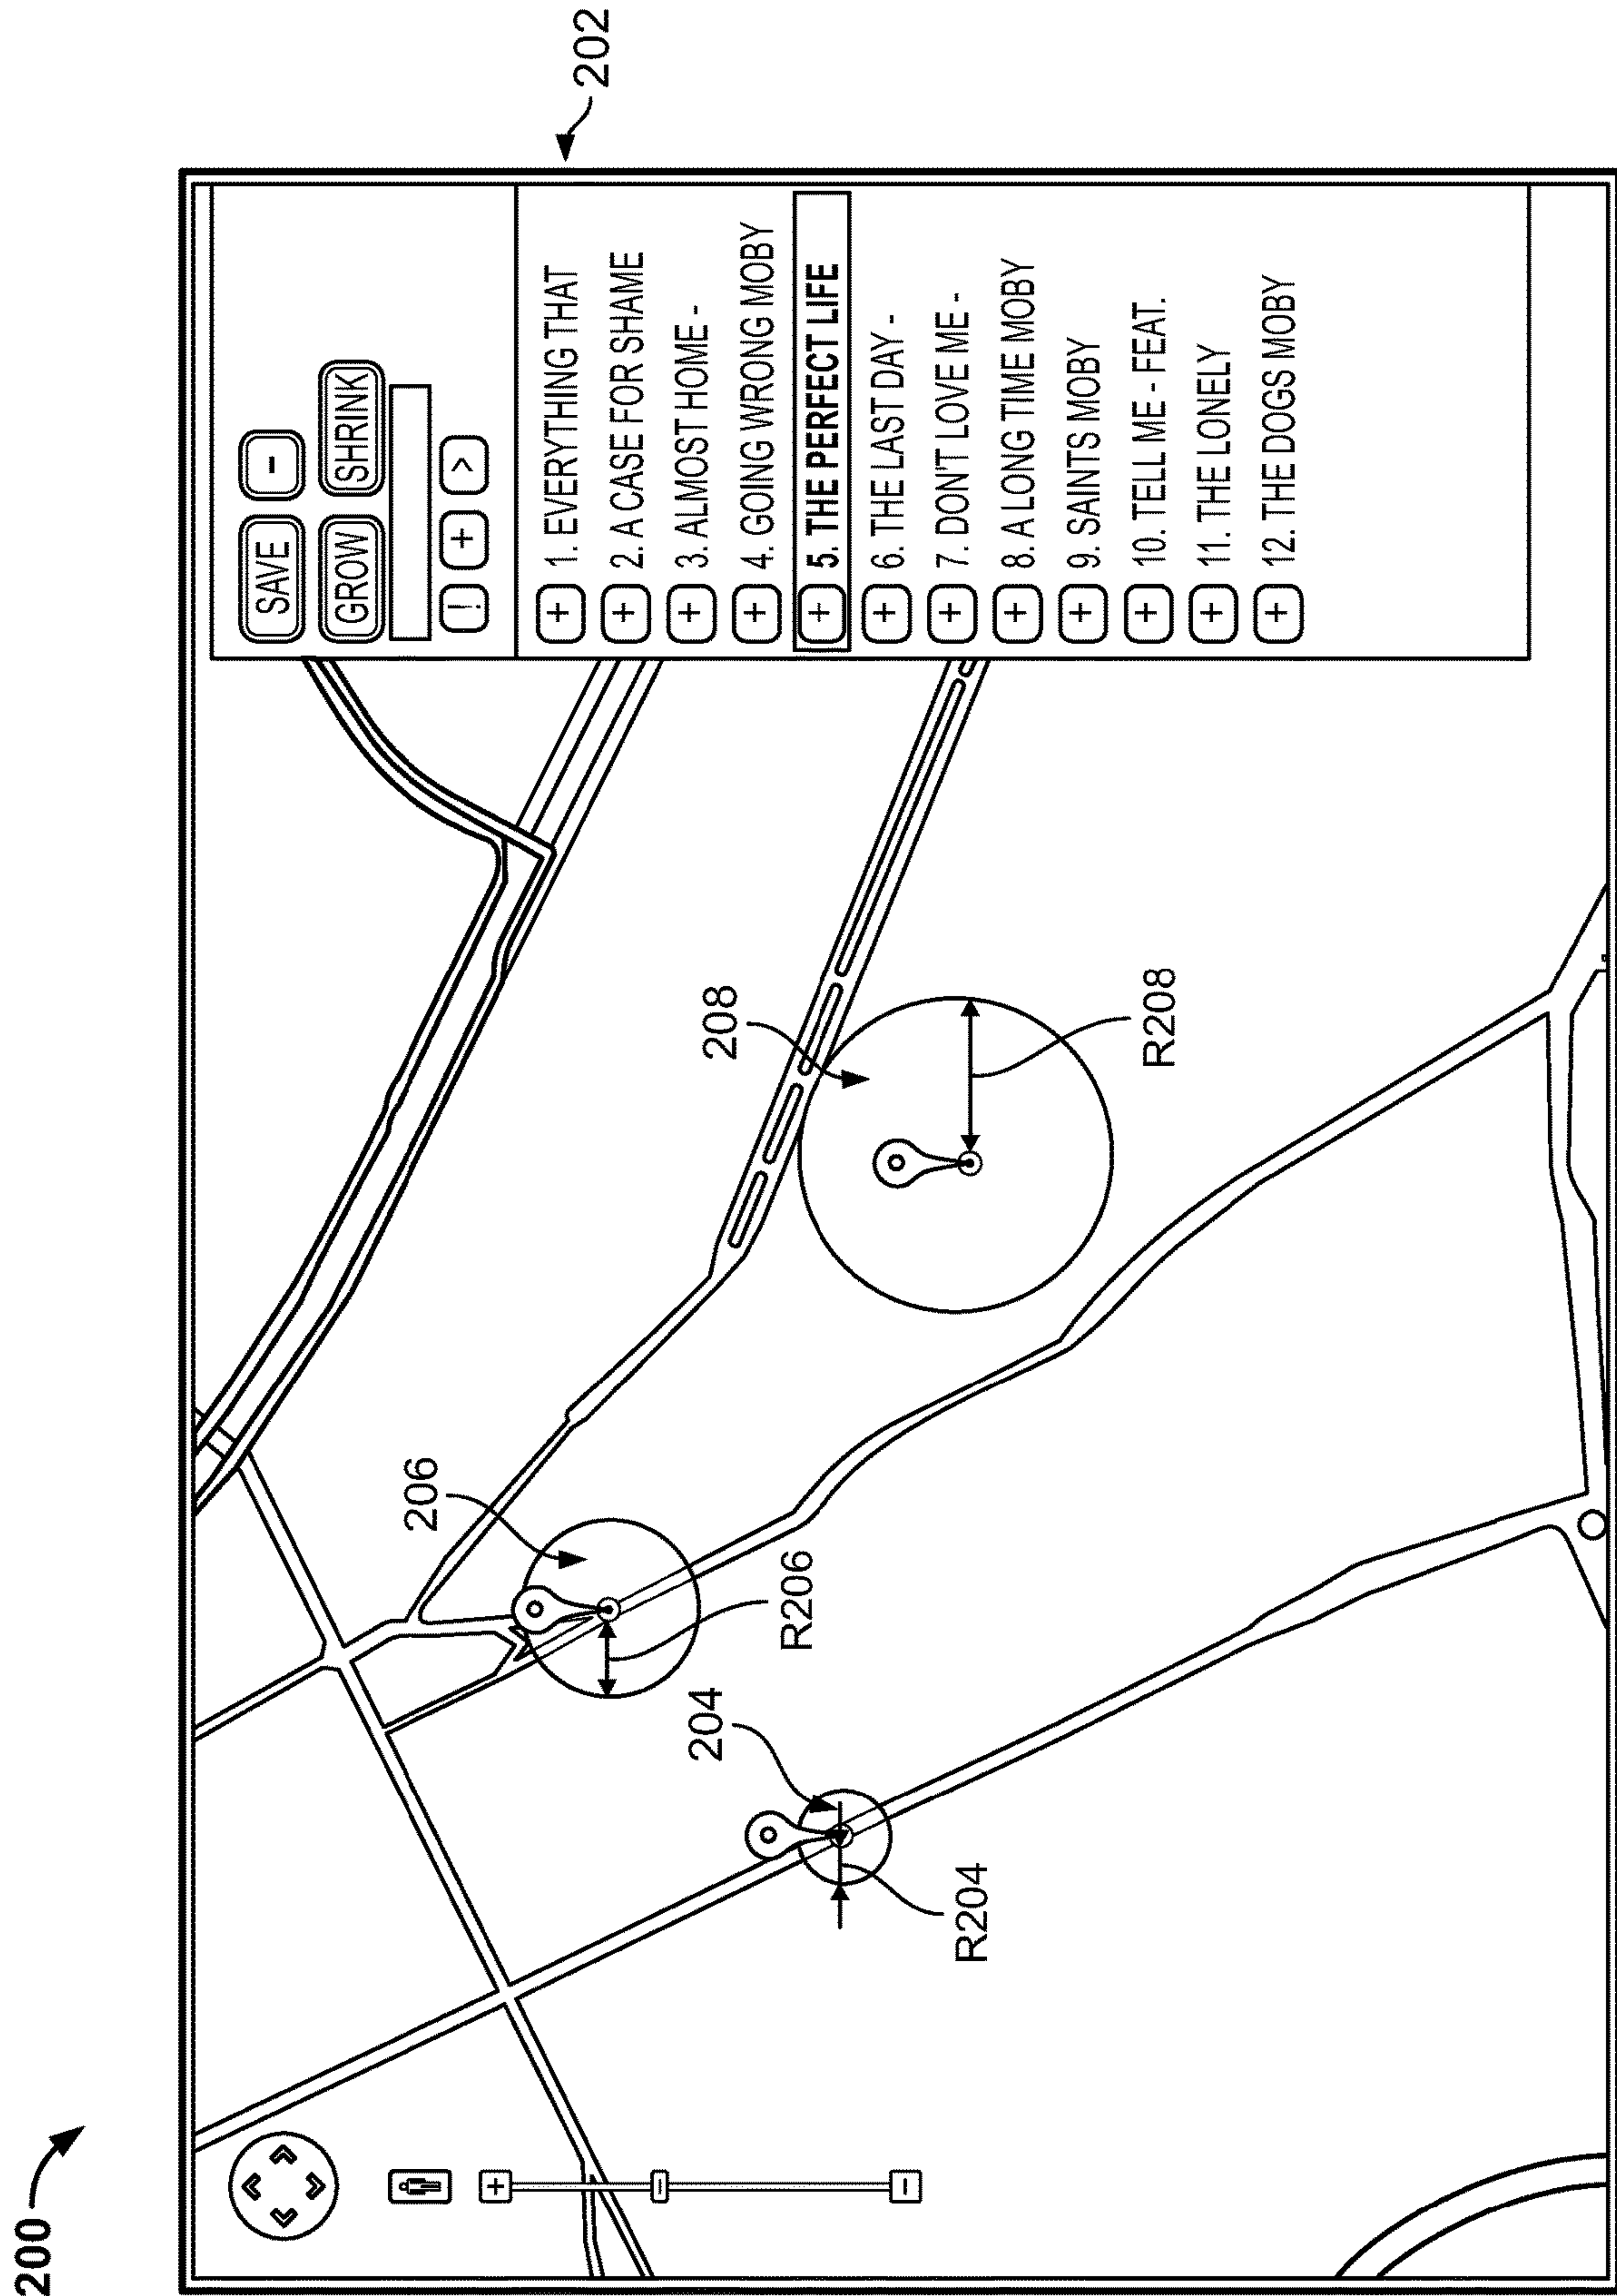 200
202
SAVE -
GROW SHRINK
! + >
+ 1. EVERYTHING THAT
+ 2. A CASE FOR SHAME
+ 3. ALMOST HOME -
+ 4. GOING WRONG MOBY
+ 5. THE PERFECT LIFE
+ 6. THE LAST DAY -
+ 7. DON'T LOVE ME -
+ 8. A LONG TIME MOBY
+ 9. SAINTS MOBY
+ 10. TELL ME - FEAT.
+ 11. THE LONELY
+ 12. THE DOGS MOBY
+
-
-
206
R206
204
R204
208
R208